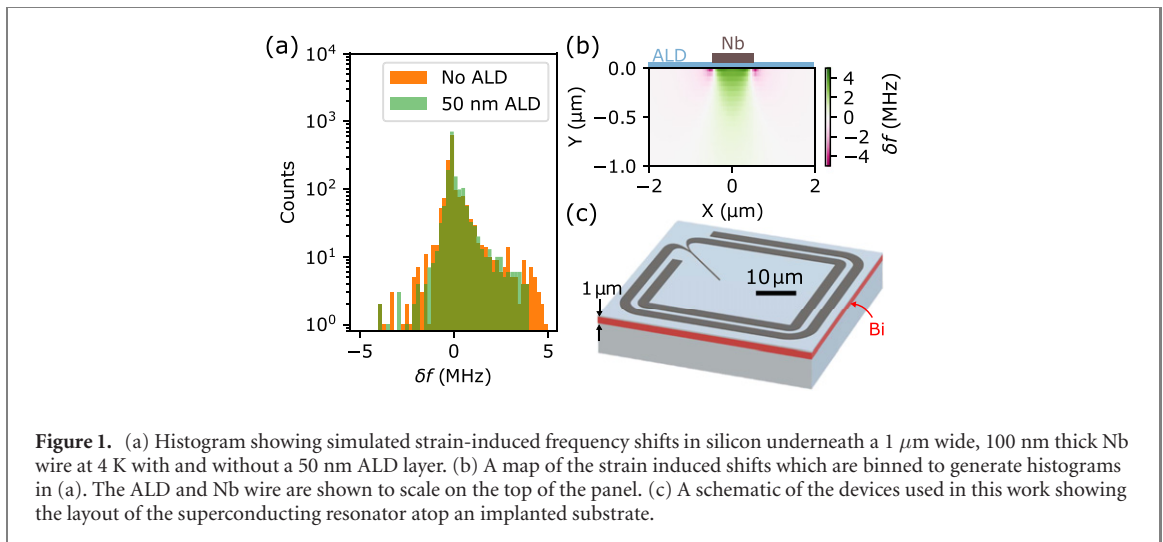 (a)
10⁴
10³
10²
10¹
10⁰
Counts
No ALD
50 nm ALD
−5
0
5
δf (MHz)
(b)
Nb
ALD
0.0
−0.5
−1.0
Y (μm)
−2
0
2
X (μm)
4
2
0
−2
−4
δf (MHz)
(c)
1 μm
10 μm
Bi
Figure 1. (a) Histogram showing simulated strain-induced frequency shifts in silicon underneath a 1 μm wide, 100 nm thick Nb
wire at 4 K with and without a 50 nm ALD layer. (b) A map of the strain induced shifts which are binned to generate histograms
in (a). The ALD and Nb wire are shown to scale on the top of the panel. (c) A schematic of the devices used in this work showing
the layout of the superconducting resonator atop an implanted substrate.